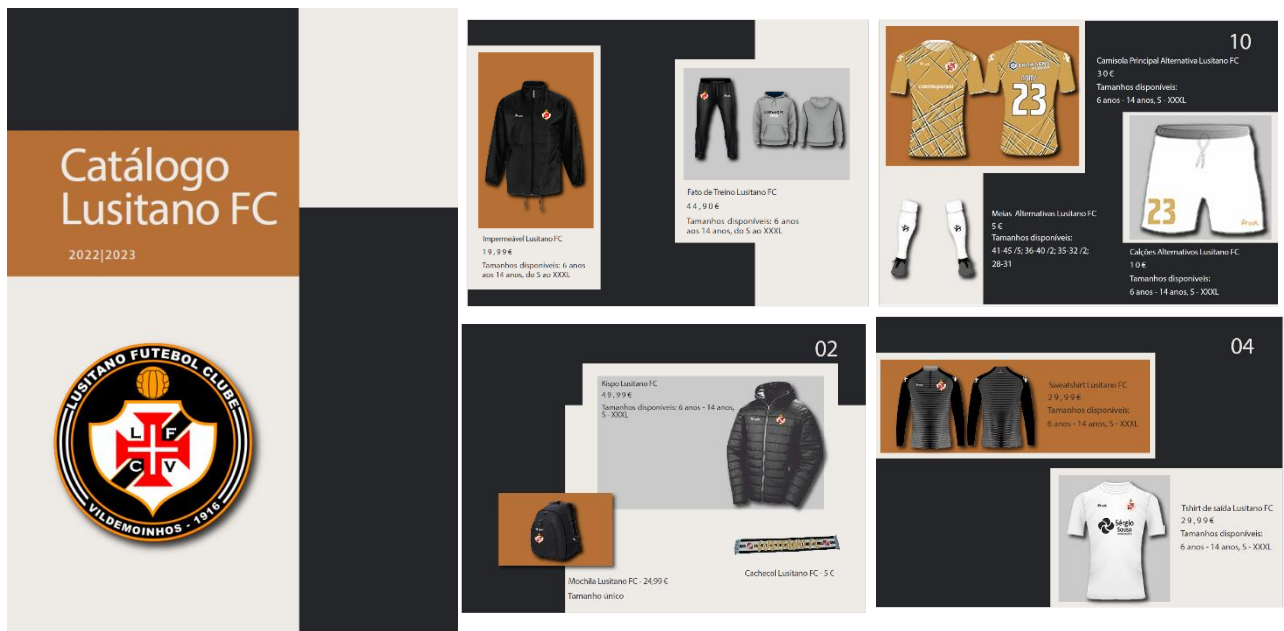 Catálogo
Lusitano FC
2022|2023
LUSITANO FUTEBOL CLUBE
L F
C V
VILDEMOINHOS - 1916
Impermeável Lusitano FC
19,99€
Tamanhos disponíveis: 6 anos
aos 14 anos, do S ao XXXL
Fato de Treino Lusitano FC
44,90€
Tamanhos disponíveis: 6 anos
aos 14 anos, do S ao XXXL
10
23
Camisola Principal Alternativa Lusitano FC
30€
Tamanhos disponíveis:
6 anos - 14 anos, S - XXXL
Meias Alternativas Lusitano FC
5 €
Tamanhos disponíveis:
41-45 /5; 36-40 /2; 35-32 /2;
28-31
23
Calções Alternativos Lusitano FC
10€
Tamanhos disponíveis:
6 anos - 14 anos, S - XXXL
02
Kispo Lusitano FC
49,99€
Tamanhos disponíveis: 6 anos - 14 anos,
S - XXXL
Mochila Lusitano FC - 24,99 €
Tamanho único
LUSITANO FC
Cachecol Lusitano FC - 5 €
04
Sweatshirt Lusitano FC
29,99€
Tamanhos disponíveis:
6 anos - 14 anos, S - XXXL
Sérgio
Sousa
Tshirt de saída Lusitano FC
29,99€
Tamanhos disponíveis:
6 anos - 14 anos, S - XXXL